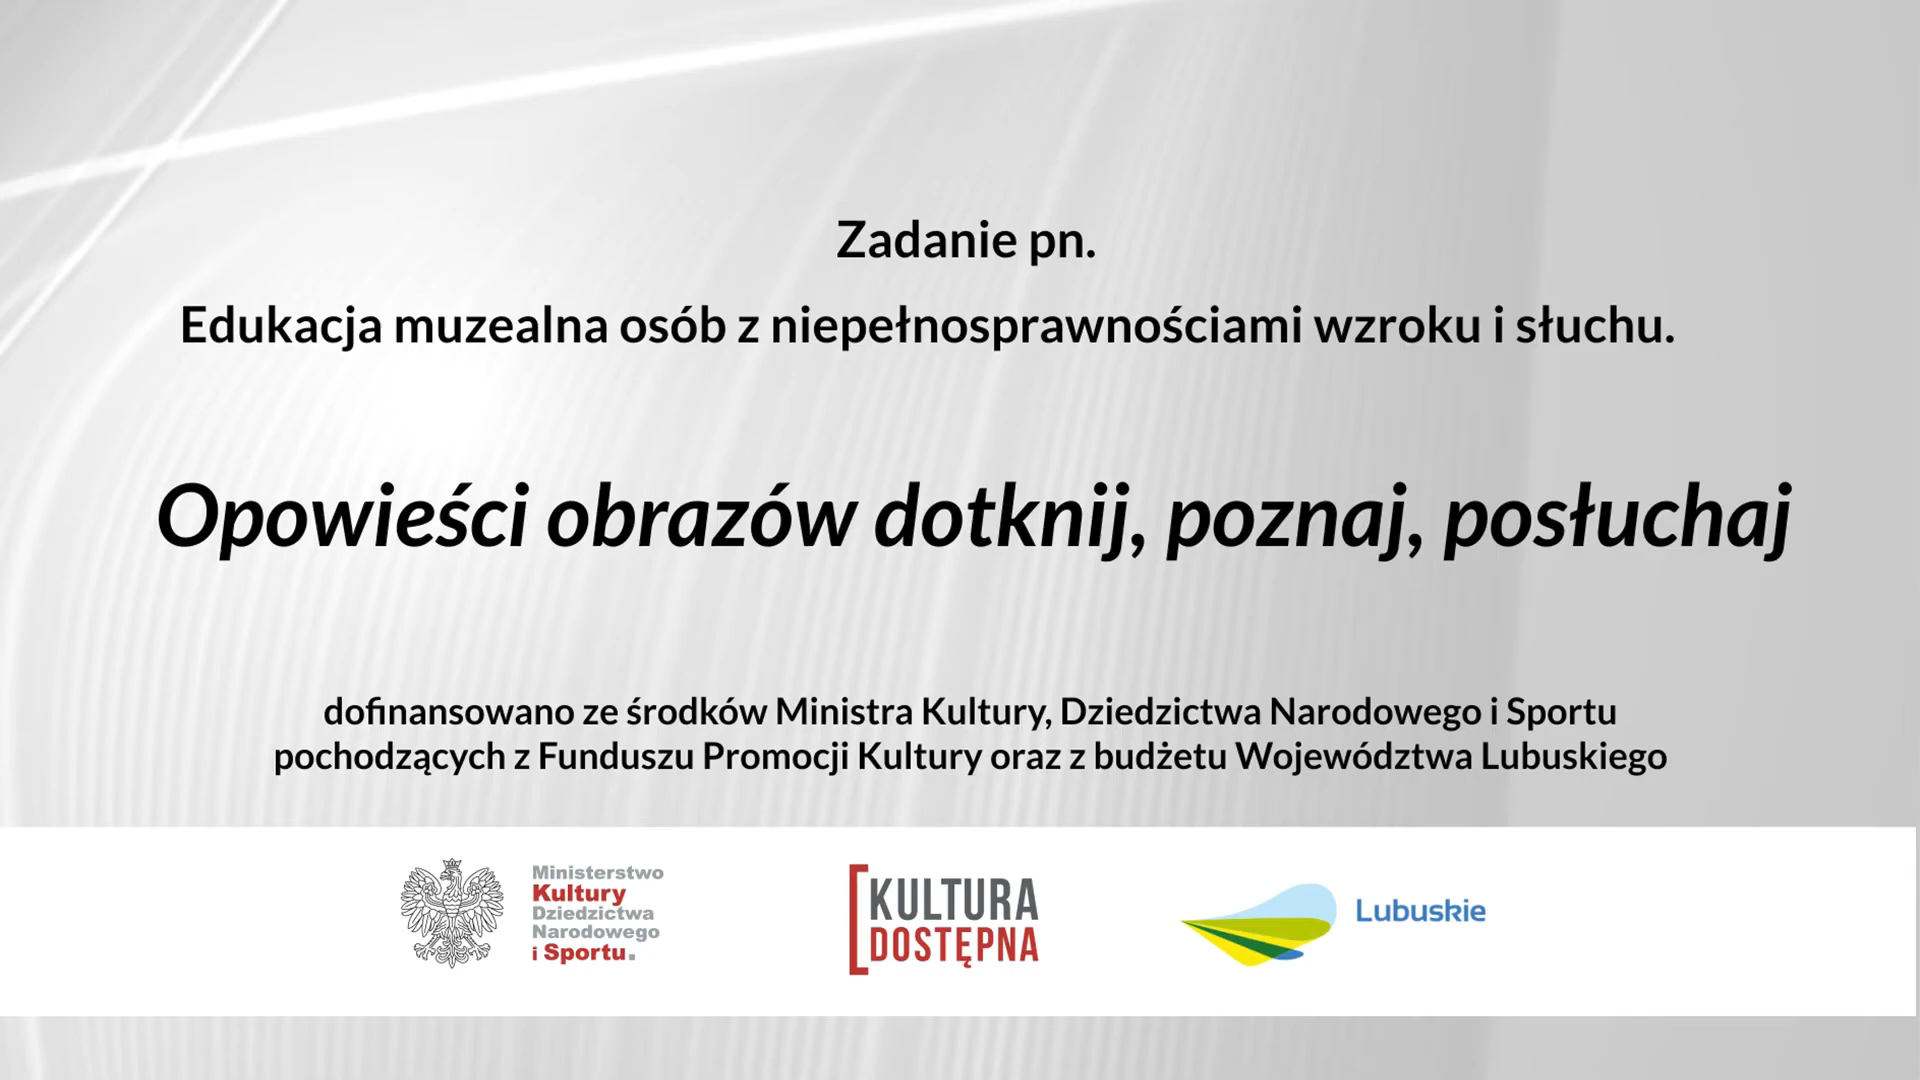 Zadanie pn.
Edukacja muzealna osób z niepełnosprawnościami wzroku i słuchu.
Opowieści obrazów dotknij, poznaj, posłuchaj
dofinansowano ze środków Ministra Kultury, Dziedzictwa Narodowego i Sportu
pochodzących z Funduszu Promocji Kultury oraz z budżetu Województwa Lubuskiego
Ministerstwo
Kultury
Dziedzictwa
Narodowego
i Sportu.
KULTURA
DOSTĘPNA
Lubuskie